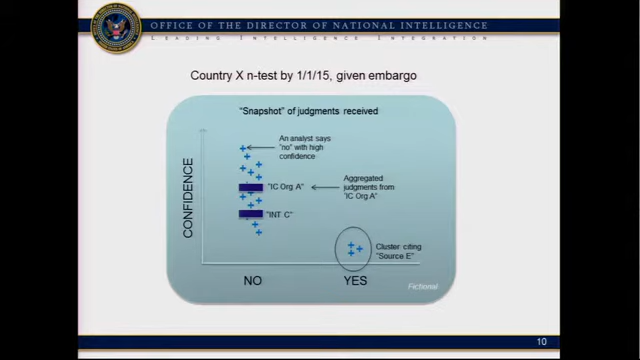 OFFICE OF THE DIRECTOR OF NATIONAL INTELLIGENCE
LEADING INTELLIGENCE INTEGRATION
Country X n-test by 1/1/15, given embargo
"Snapshot" of judgments received
An analyst says
"no" with high
confidence
CONFIDENCE
"IC Org A"
Aggregated
judgments from
"IC Org A"
"INT C"
Cluster citing
"Source E"
NO
YES
Fictional
10